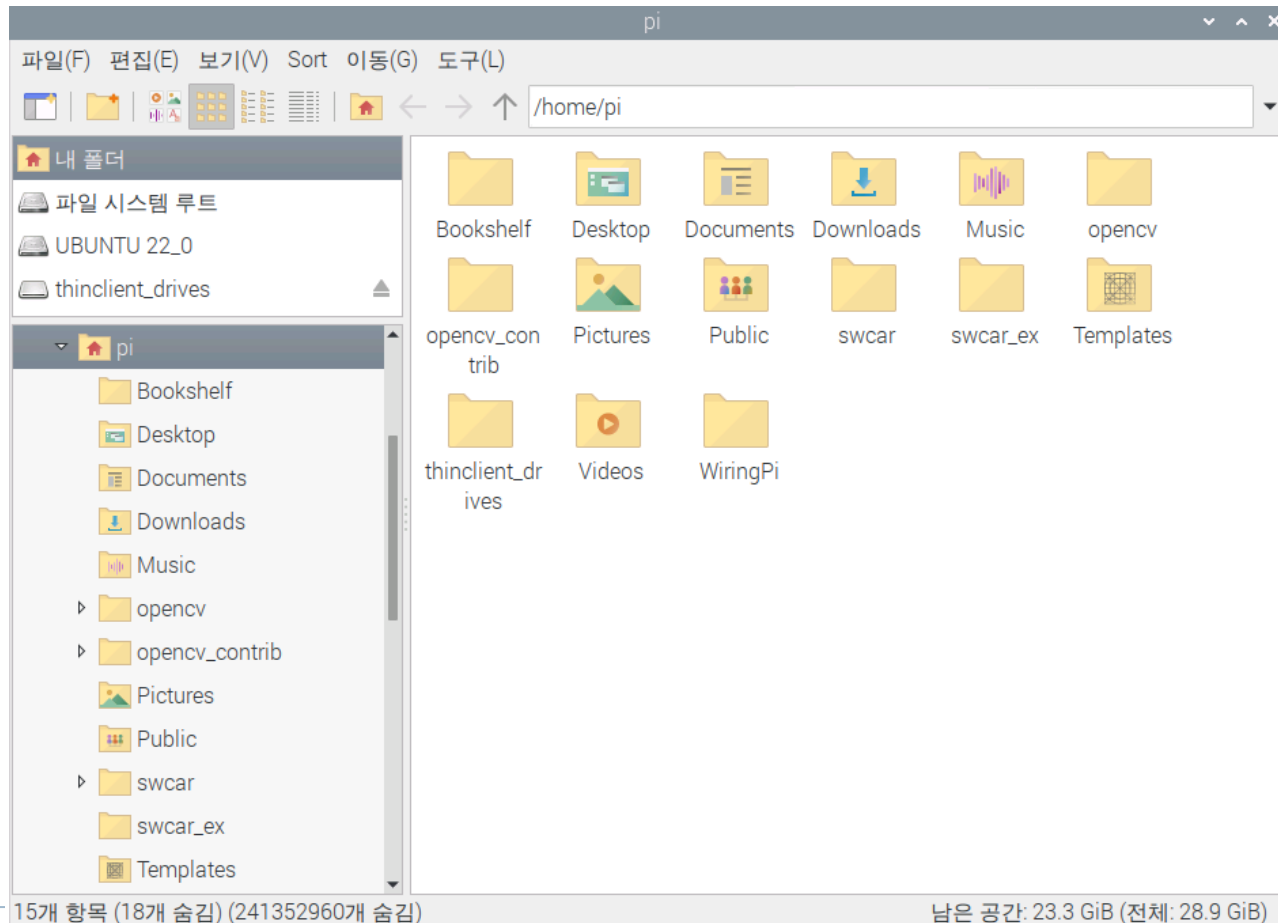 pi
파일(F) 편집(E) 보기(V) Sort 이동(G) 도구(L)
/home/pi
내 폴더
파일 시스템 루트
UBUNTU 22_0
thinclient_drives
pi
Bookshelf
Desktop
Documents
Downloads
Music
opencv
opencv_contrib
Pictures
Public
swcar
swcar_ex
Templates
Bookshelf Desktop Documents Downloads Music opencv
opencv_con Pictures Public swcar swcar_ex Templates
trib
thinclient_dr Videos WiringPi
ives
15개 항목 (18개 숨김) (241352960개 숨김) 남은 공간: 23.3 GiB (전체: 28.9 GiB)